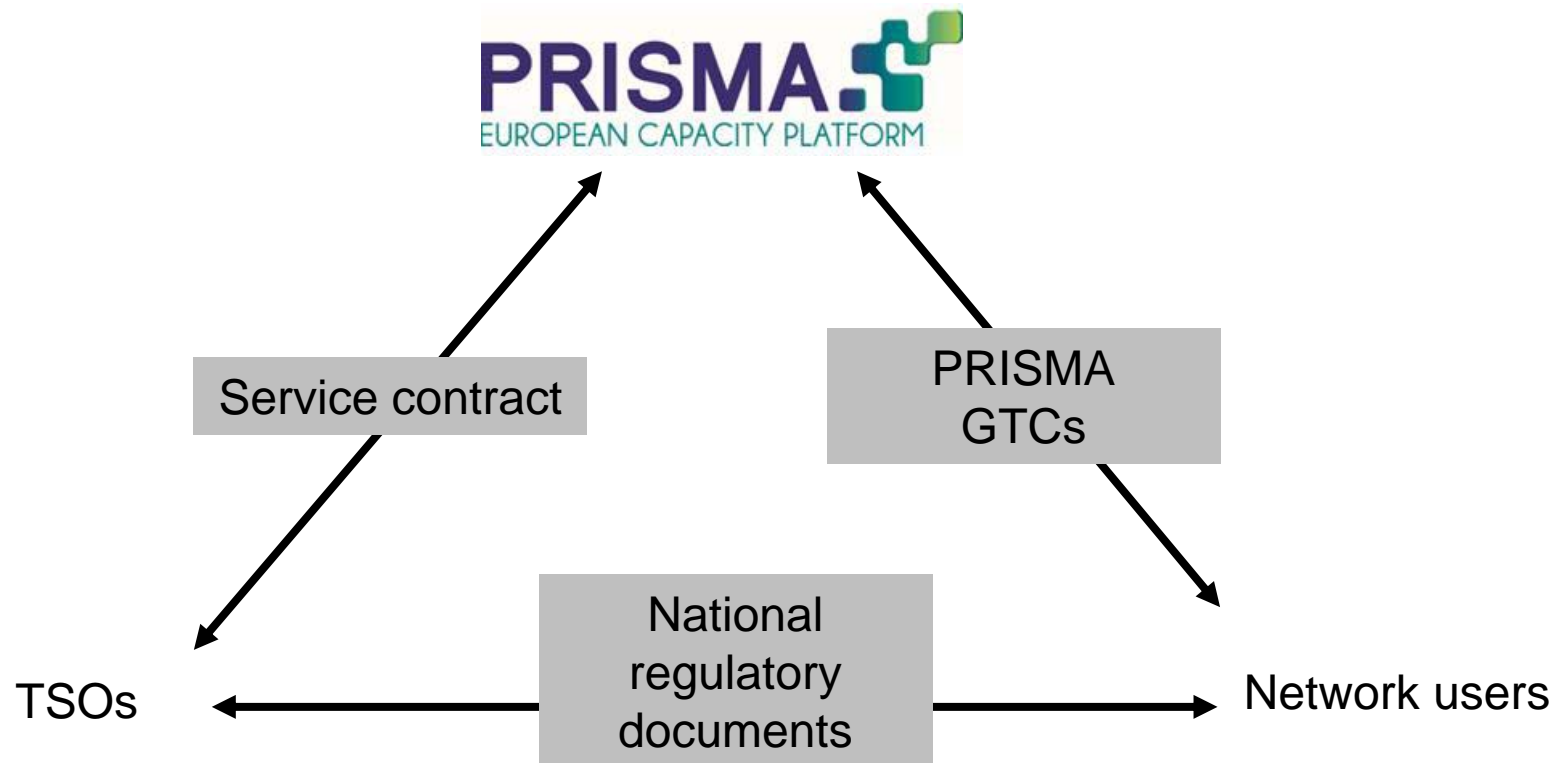 PRISMA
EUROPEAN CAPACITY PLATFORM
Service contract
PRISMA
GTCs
National
regulatory
documents
TSOs
Network users